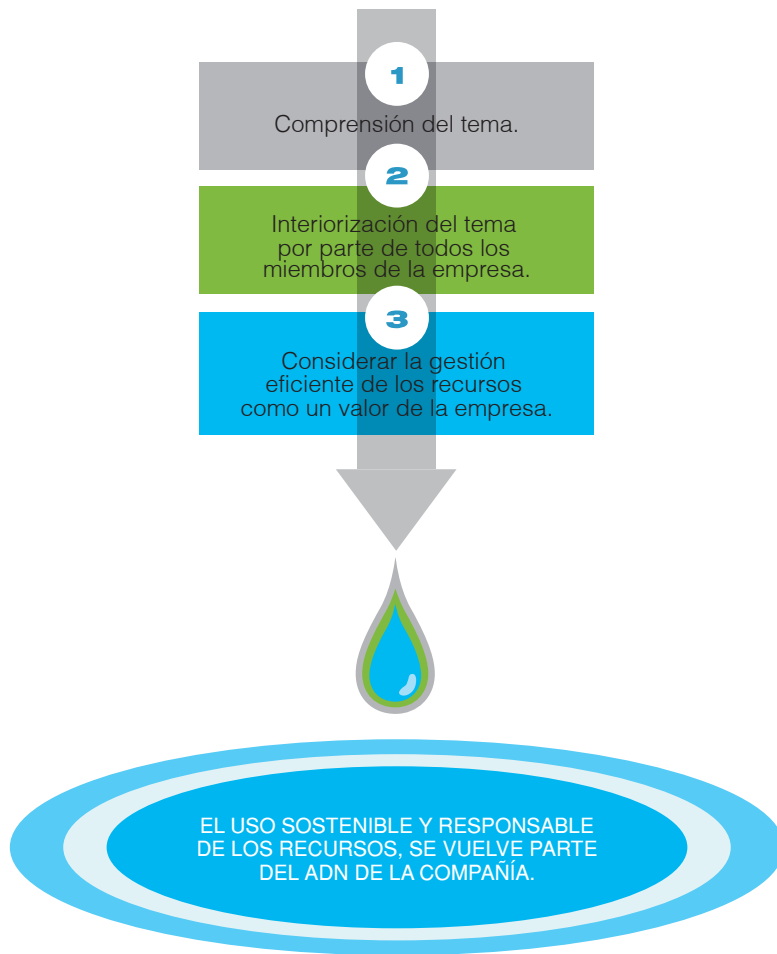 1
Comprensión del tema.
2
Interiorización del tema
por parte de todos los
miembros de la empresa.
3
Considerar la gestión
eficiente de los recursos
como un valor de la empresa.
EL USO SOSTENIBLE Y RESPONSABLE
DE LOS RECURSOS, SE VUELVE PARTE
DEL ADN DE LA COMPAÑÍA.